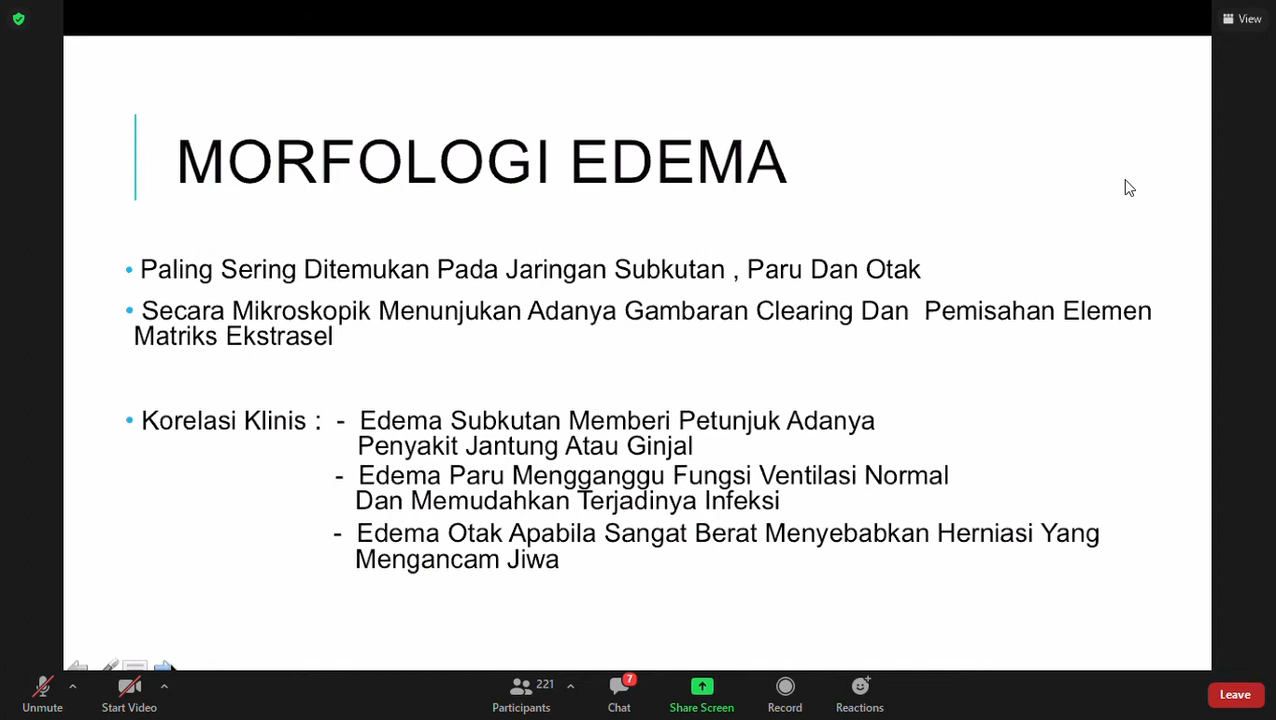 View
MORFOLOGI EDEMA
• Paling Sering Ditemukan Pada Jaringan Subkutan , Paru Dan Otak
• Secara Mikroskopik Menunjukan Adanya Gambaran Clearing Dan Pemisahan Elemen
Matriks Ekstrasel
• Korelasi Klinis : - Edema Subkutan Memberi Petunjuk Adanya
Penyakit Jantung Atau Ginjal
- Edema Paru Mengganggu Fungsi Ventilasi Normal
Dan Memudahkan Terjadinya Infeksi
- Edema Otak Apabila Sangat Berat Menyebabkan Herniasi Yang
Mengancam Jiwa
221
7
Unmute Start Video Participants Chat Share Screen Record Reactions Leave